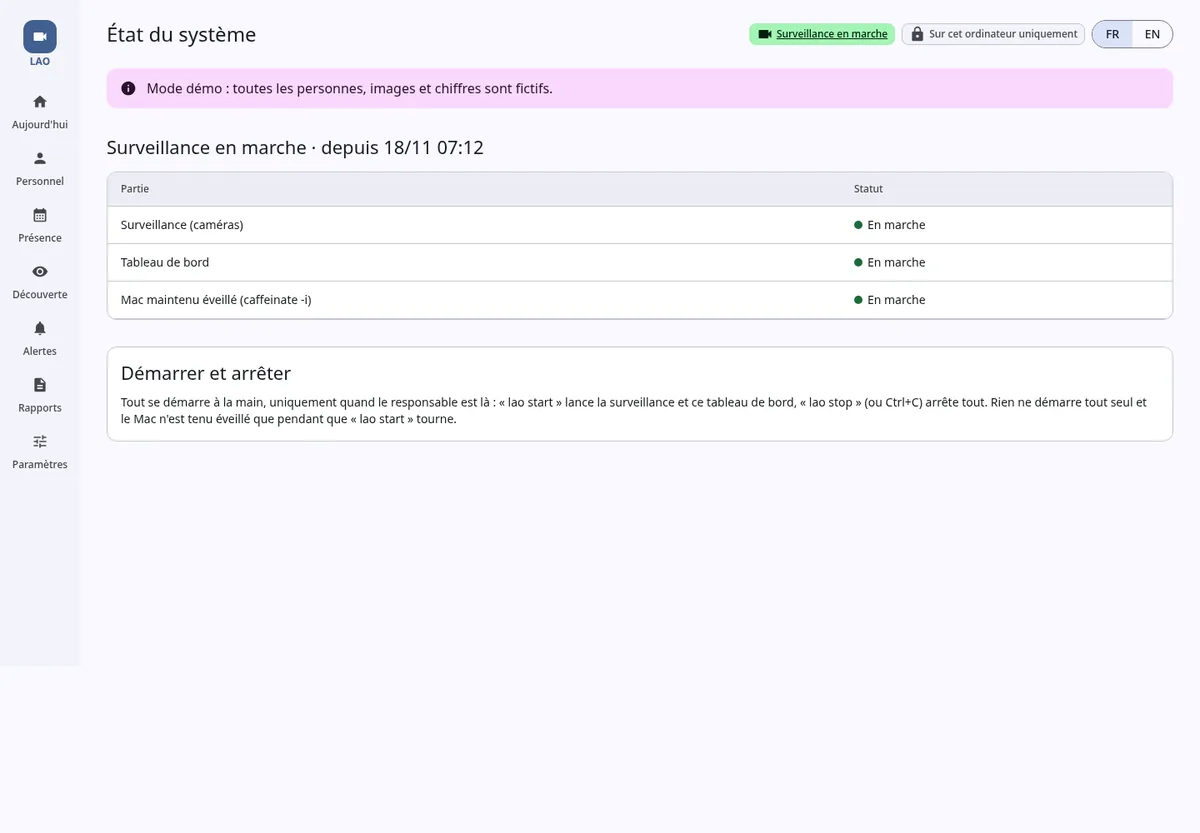 LAO
Aujourd'hui
Personnel
Présence
Découverte
Alertes
Rapports
Paramètres
État du système
Surveillance en marche
Sur cet ordinateur uniquement
FR
EN
Mode démo : toutes les personnes, images et chiffres sont fictifs.
Surveillance en marche · depuis 18/11 07:12
Partie Statut
Surveillance (caméras) En marche
Tableau de bord En marche
Mac maintenu éveillé (caffeinate -i) En marche
Démarrer et arrêter
Tout se démarre à la main, uniquement quand le responsable est là : « lao start » lance la surveillance et ce tableau de bord, « lao stop » (ou Ctrl+C) arrête tout. Rien ne démarre tout seul et
le Mac n'est tenu éveillé que pendant que « lao start » tourne.